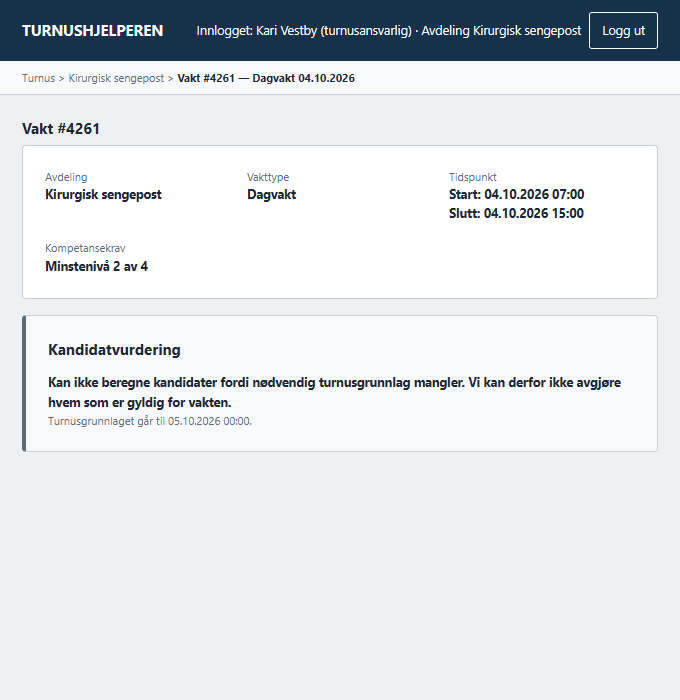 TURNUSHJELPEREN
Innlogget: Kari Vestby (turnusansvarlig) · Avdeling Kirurgisk sengepost
Logg ut
Turnus > Kirurgisk sengepost > Vakt #4261 — Dagvakt 04.10.2026
Vakt #4261
Avdeling
Kirurgisk sengepost
Vakttype
Dagvakt
Tidspunkt
Start: 04.10.2026 07:00
Slutt: 04.10.2026 15:00
Kompetansekrav
Minstenivå 2 av 4
Kandidatvurdering
Kan ikke beregne kandidater fordi nødvendig turnusgrunnlag mangler. Vi kan derfor ikke avgjøre
hvem som er gyldig for vakten.
Turnusgrunnlaget går til 05.10.2026 00:00.